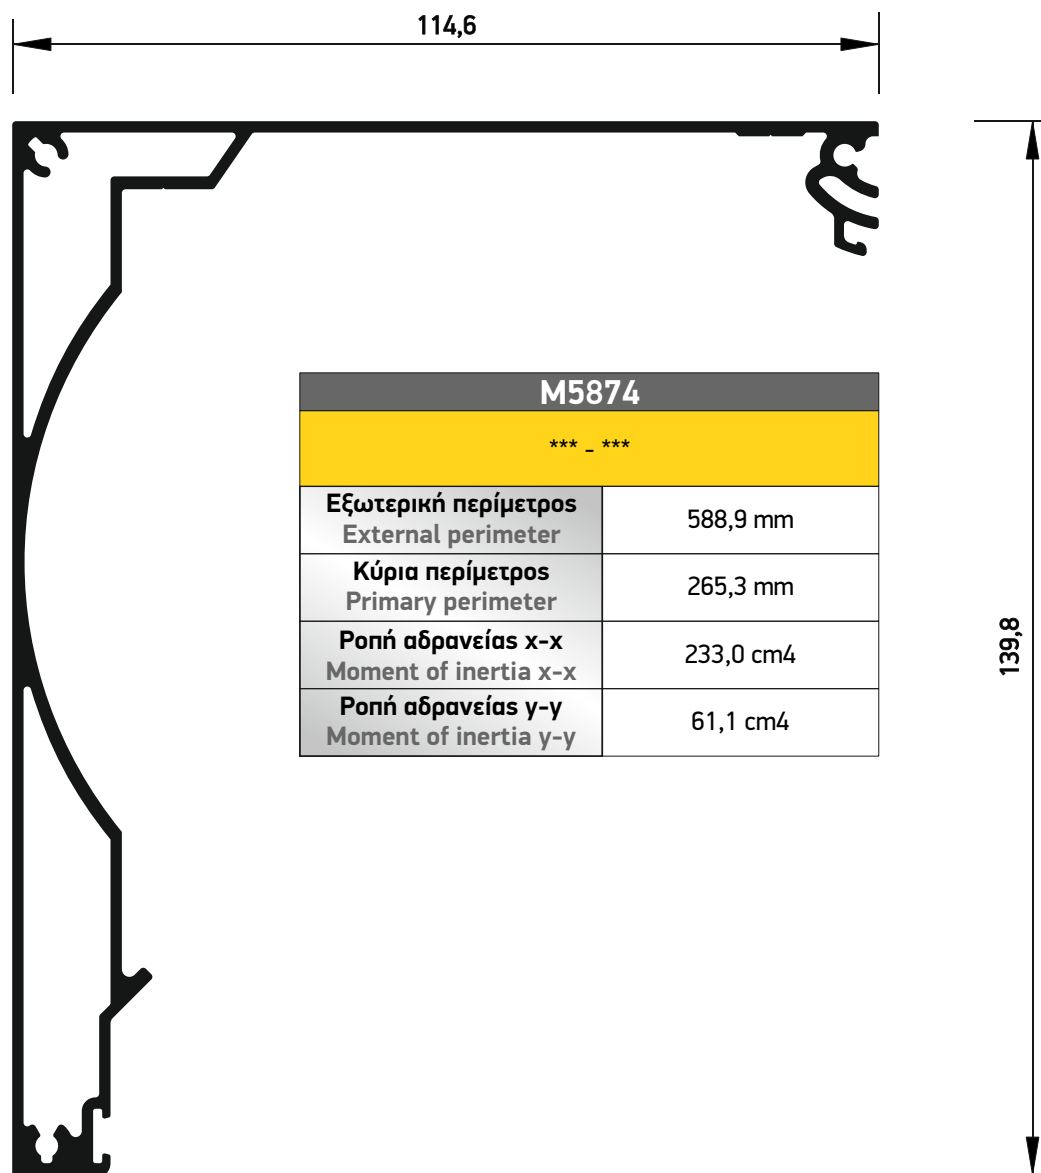 114,6
M5874
*** - ***
Εξωτερική περίμετρος
External perimeter
588,9 mm
Κύρια περίμετρος
Primary perimeter
265,3 mm
Ροπή αδρανείας x-x
Moment of inertia x-x
233,0 cm4
Ροπή αδρανείας y-y
Moment of inertia y-y
61,1 cm4
139,8